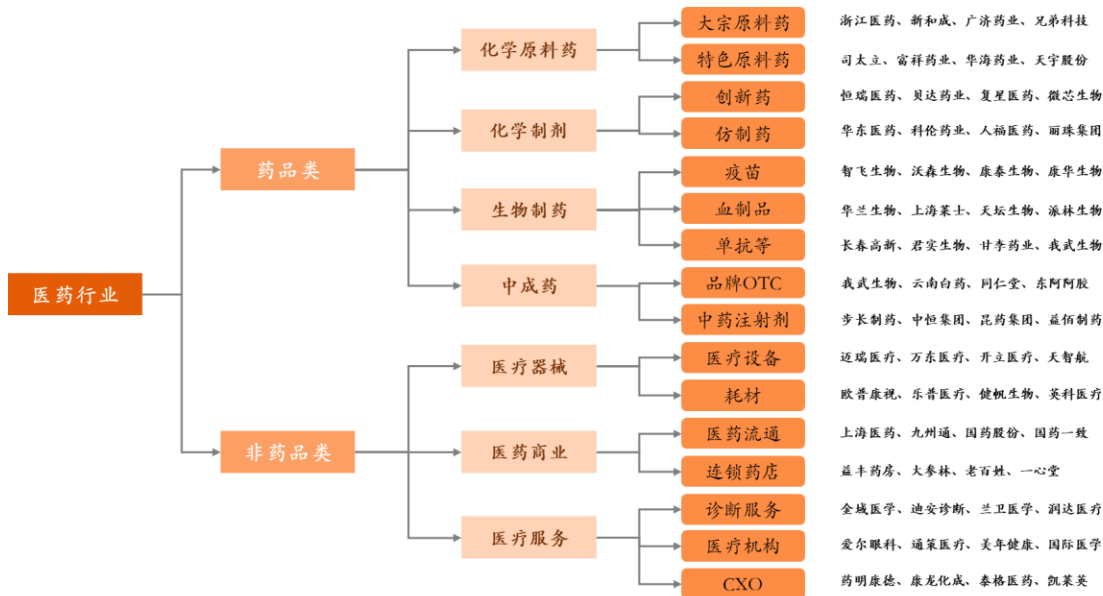 医药行业
药品类
化学原料药
大宗原料药
浙江医药、新和成、广济药业、兄弟科技
特色原料药
司太立、富祥药业、华海药业、天宇股份
化学制剂
创新药
恒瑞医药、贝达药业、复星医药、微芯生物
仿制药
华东医药、科伦药业、人福医药、丽珠集团
生物制药
疫苗
智飞生物、沃森生物、康泰生物、康华生物
血制品
华兰生物、上海莱士、天坛生物、派林生物
单抗等
长春高新、君实生物、甘李药业、我武生物
中成药
品牌OTC
我武生物、云南白药、同仁堂、东阿阿胶
中药注射剂
步长制药、中恒集团、昆药集团、益佰制药
非药品类
医疗器械
医疗设备
迈瑞医疗、万东医疗、开立医疗、天智航
耗材
欧普康视、乐普医疗、健帆生物、英科医疗
医药商业
医药流通
上海医药、九州通、国药股份、国药一致
连锁药店
益丰药房、大参林、老百姓、一心堂
医疗服务
诊断服务
金域医学、迪安诊断、兰卫医学、润达医疗
医疗机构
爱尔眼科、通策医疗、美年健康、国际医学
CXO
药明康德、康龙化成、泰格医药、凯莱英